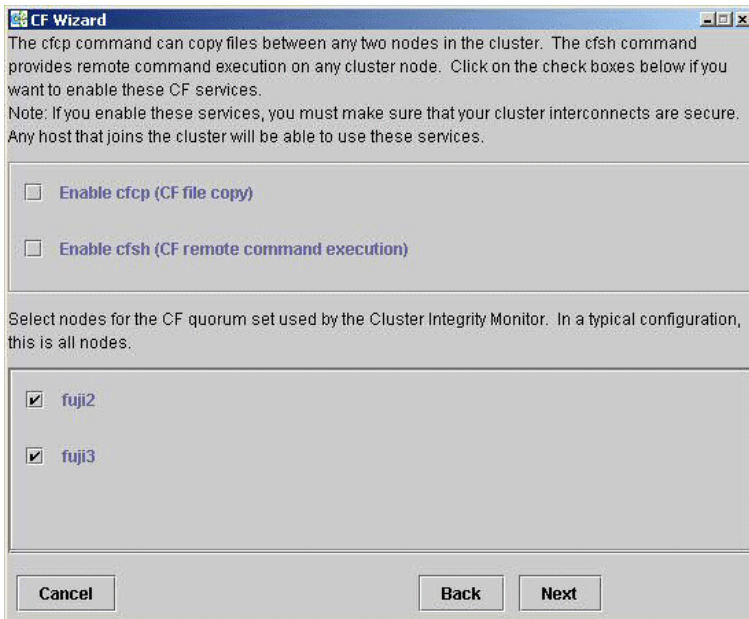 CF Wizard
The cfcp command can copy files between any two nodes in the cluster. The cfsh command
provides remote command execution on any cluster node. Click on the check boxes below if you
want to enable these CF services.
Note: If you enable these services, you must make sure that your cluster interconnects are secure.
Any host that joins the cluster will be able to use these services.
Enable cfcp (CF file copy)
Enable cfsh (CF remote command execution)
Select nodes for the CF quorum set used by the Cluster Integrity Monitor. In a typical configuration,
this is all nodes.
fuji2
fuji3
Cancel Back Next